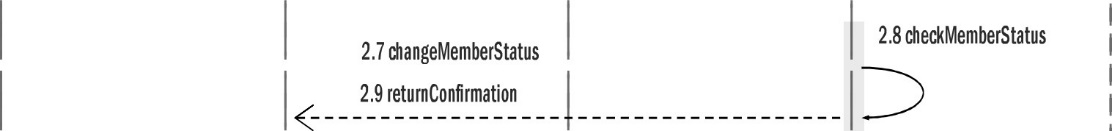 2.8 checkMemberStatus
2.7 changeMemberStatus
2.9 returnConfirmation